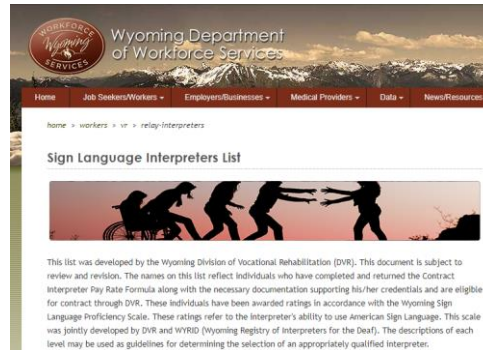 WORKFORCE
Wyoming
SERVICES
Wyoming Department
of Workforce Services
Home Job Seekers/Workers Employers/Businesses Medical Providers Data News/Resources
home > workers > vr > relay-interpreters
Sign Language Interpreters List
This list was developed by the Wyoming Division of Vocational Rehabilitation (DVR). This document is subject to
review and revision. The names on this list reflect individuals who have completed and returned the Contract
Interpreter Pay Rate Formula along with the necessary documentation supporting his/her credentials and are eligible
for contract through DVR. These individuals have been awarded ratings in accordance with the Wyoming Sign
Language Proficiency Scale. These ratings refer to the interpreter's ability to use American Sign Language. This scale
was jointly developed by DVR and WYRID (Wyoming Registry of Interpreters for the Deaf). The descriptions of each
level may be used as guidelines for determining the selection of an appropriately qualified interpreter.